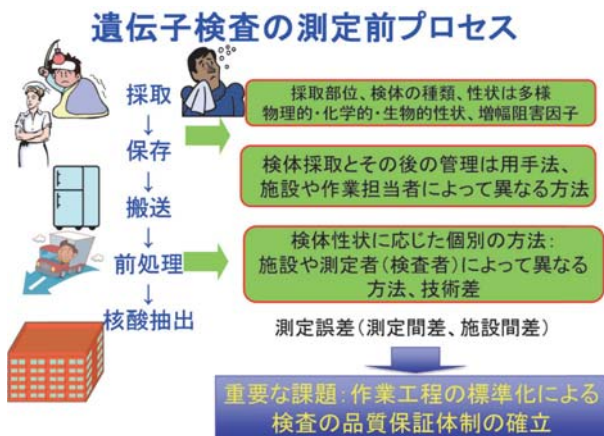 遺伝子検査の測定前プロセス
採取
↓
保存
↓
搬送
↓
前処理
↓
核酸抽出
採取部位、検体の種類、性状は多様
物理的・化学的・生物的性状、増幅阻害因子
検体採取とその後の管理は用手法、
施設や作業担当者によって異なる方法
検体性状に応じた個別の方法：
施設や測定者（検査者）によって異なる
方法、技術差
測定誤差（測定間差、施設間差）
重要な課題：作業工程の標準化による
検査の品質保証体制の確立